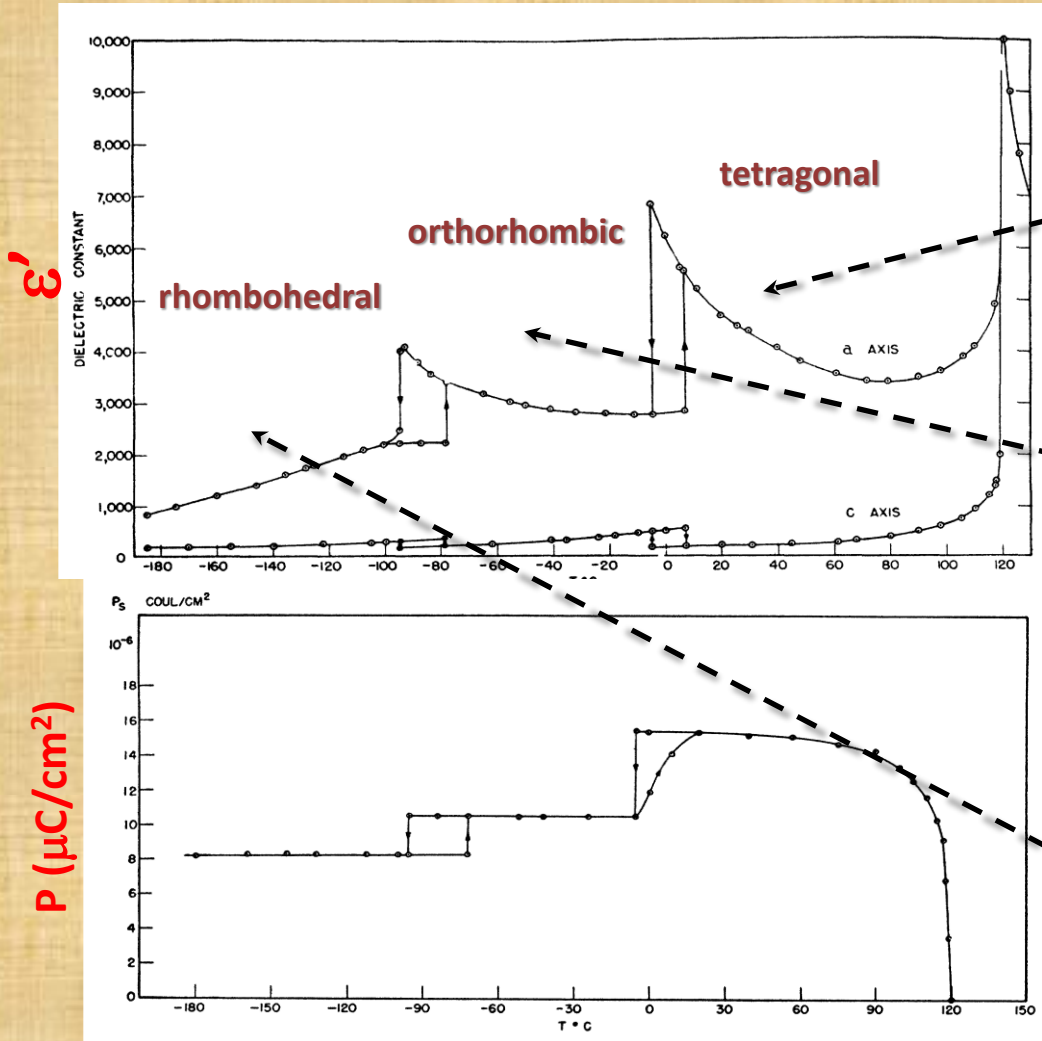 ε'
DIELECTRIC CONSTANT
10,000
9,000
8,000
7,000
6,000
5,000
4,000
3,000
2,000
1,000
0
rhombohedral
orthorhombic
tetragonal
a AXIS
c AXIS
-180 -160 -140 -120 -100 -80 -60 -40 -20 0 20 40 60 80 100 120
P (μC/cm²)
P_S COUL/CM²
10⁻⁶
18
16
14
12
10
8
6
4
2
0
-180 -150 -120 -90 -60 -30 0 30 60 90 120 150
T °C